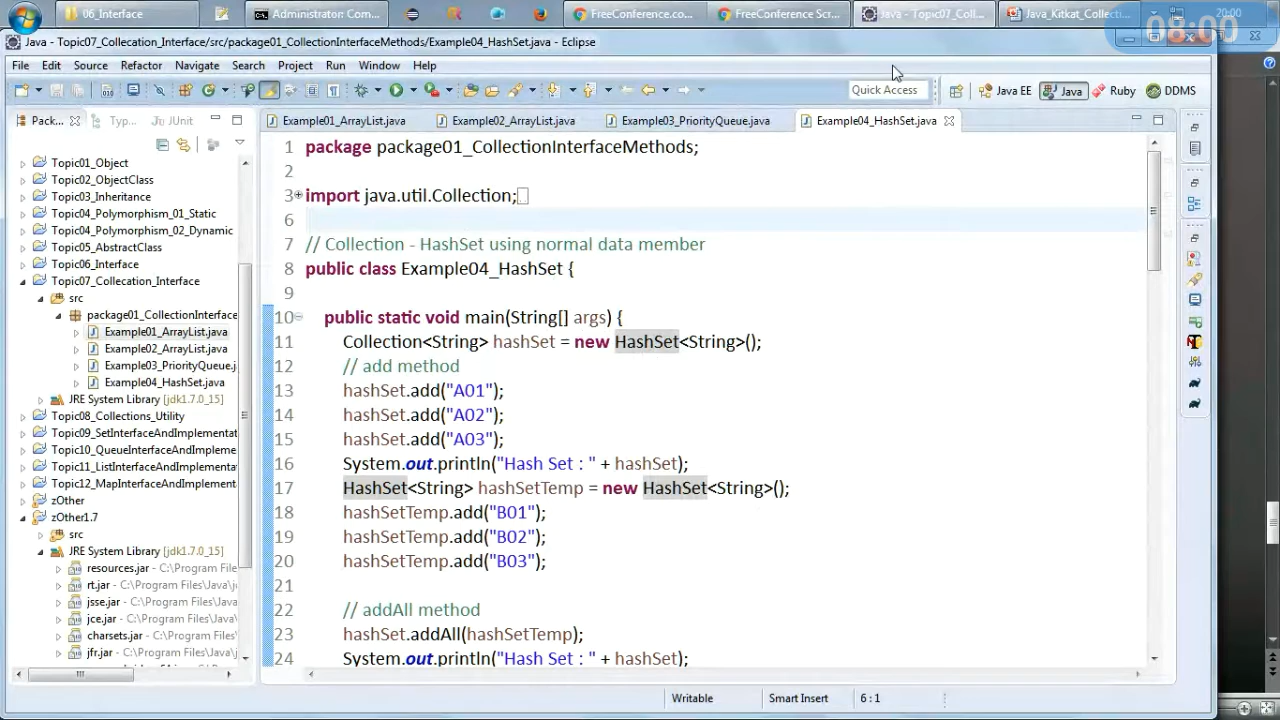 06_Interface
Administrator: Com...
FreeConference.co...
FreeConference Scr...
Java - Topic07_Coll...
Java_Kitkat_Collecti...
20:00
08:00
Java - Topic07_Collecation_Interface/src/package01_CollectionInterfaceMethods/Example04_HashSet.java - Eclipse
File Edit Source Refactor Navigate Search Project Run Window Help
Quick Access
Java EE
Java
Ruby
DDMS
Pack...
Typ...
JUnit
Example01_ArrayList.java
Example02_ArrayList.java
Example03_PriorityQueue.java
Example04_HashSet.java
Topic01_Object
Topic02_ObjectClass
Topic03_Inheritance
Topic04_Polymorphism_01_Static
Topic04_Polymorphism_02_Dynamic
Topic05_AbstractClass
Topic06_Interface
Topic07_Collecation_Interface
src
package01_CollectionInterface
Example01_ArrayList.java
Example02_ArrayList.java
Example03_PriorityQueue.j
Example04_HashSet.java
JRE System Library [jdk1.7.0_15]
Topic08_Collections_Utility
Topic09_SetInterfaceAndImplementat
Topic10_QueueInterfaceAndImpleme
Topic11_ListInterfaceAndImplementa
Topic12_MapInterfaceAndImplement
zOther
zOther1.7
src
JRE System Library [jdk1.7.0_15]
resources.jar - C:\Program Files
rt.jar - C:\Program Files\Java\j
jsse.jar - C:\Program Files\Java
jce.jar - C:\Program Files\Java\
charsets.jar - C:\Program Files\
jfr.jar - C:\Program Files\Java\
1 package package01_CollectionInterfaceMethods;
2
3 import java.util.Collection;
6
7 // Collection - HashSet using normal data member
8 public class Example04_HashSet {
9
10 public static void main(String[] args) {
11 Collection<String> hashSet = new HashSet<String>();
12 // add method
13 hashSet.add("A01");
14 hashSet.add("A02");
15 hashSet.add("A03");
16 System.out.println("Hash Set : " + hashSet);
17 HashSet<String> hashSetTemp = new HashSet<String>();
18 hashSetTemp.add("B01");
19 hashSetTemp.add("B02");
20 hashSetTemp.add("B03");
21
22 // addAll method
23 hashSet.addAll(hashSetTemp);
24 System.out.println("Hash Set : " + hashSet);
Writable
Smart Insert
6 : 1